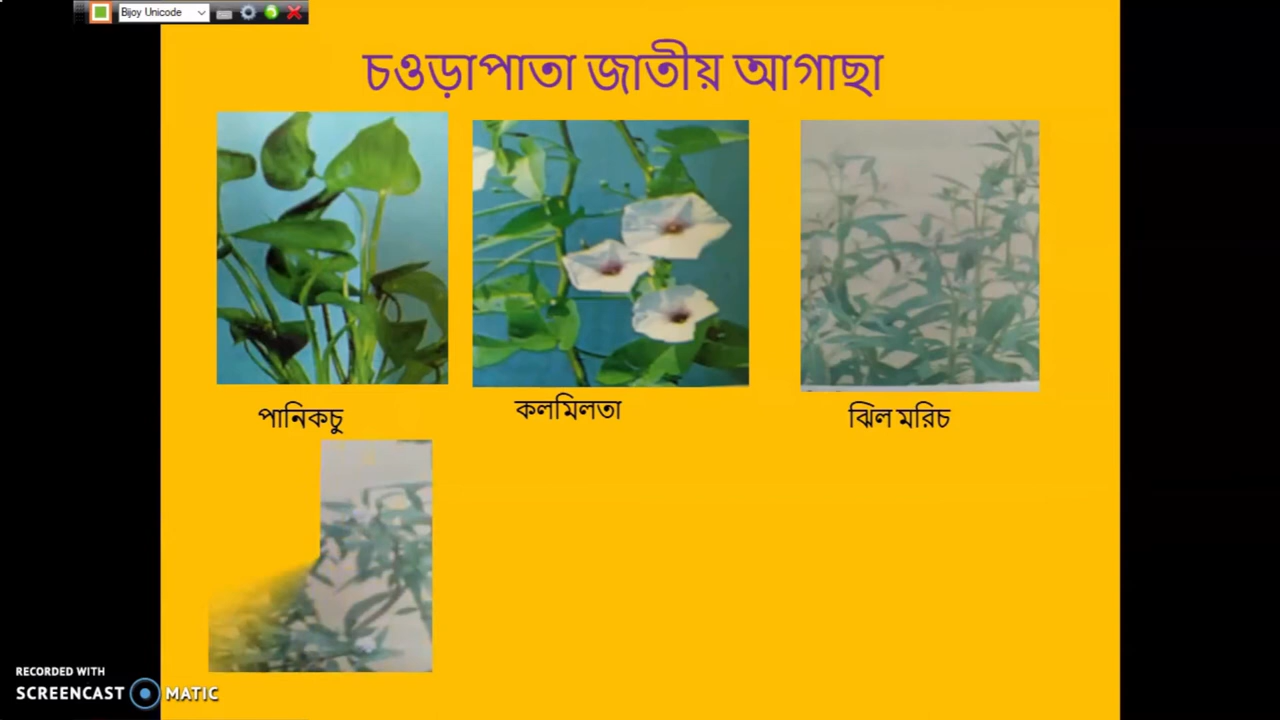 Bijoy Unicode
চওড়াপাতা জাতীয় আগাছা
পানিকচু
কলমিলতা
ঝিল মরিচ
RECORDED WITH
SCREENCAST MATIC